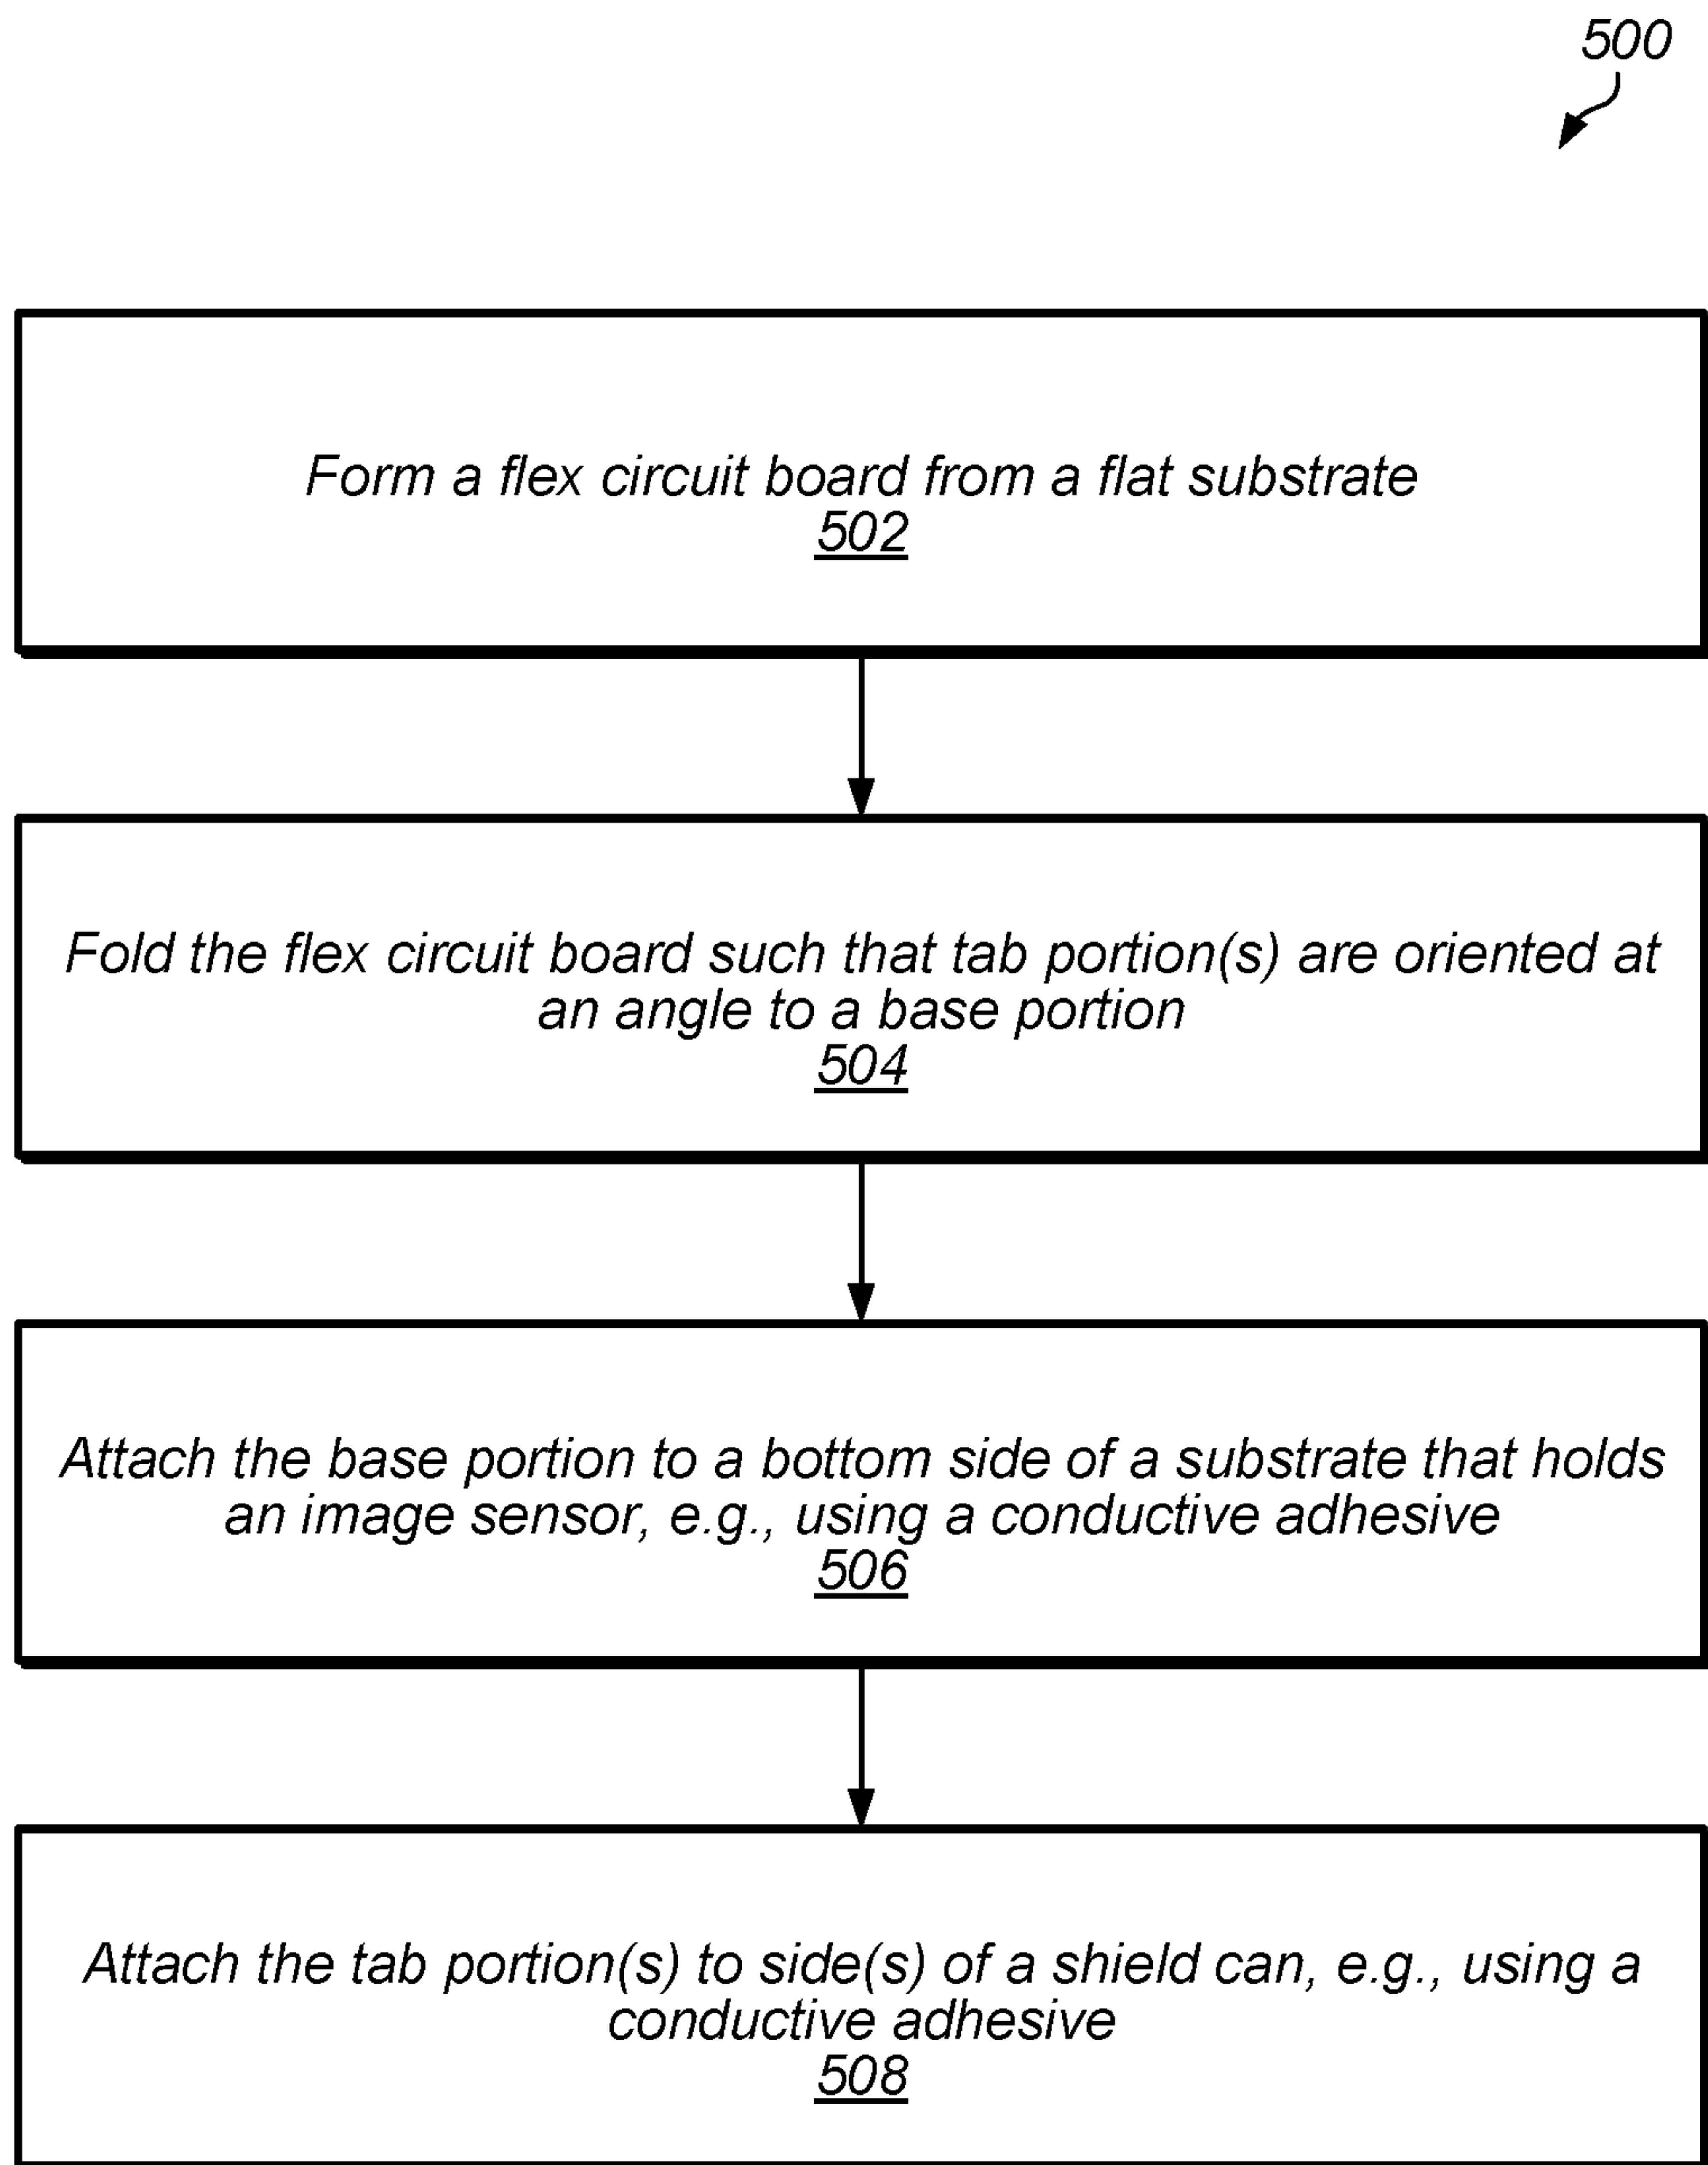 500
Form a flex circuit board from a flat substrate
502
Fold the flex circuit board such that tab portion(s) are oriented at
an angle to a base portion
504
Attach the base portion to a bottom side of a substrate that holds
an image sensor, e.g., using a conductive adhesive
506
Attach the tab portion(s) to side(s) of a shield can, e.g., using a
conductive adhesive
508